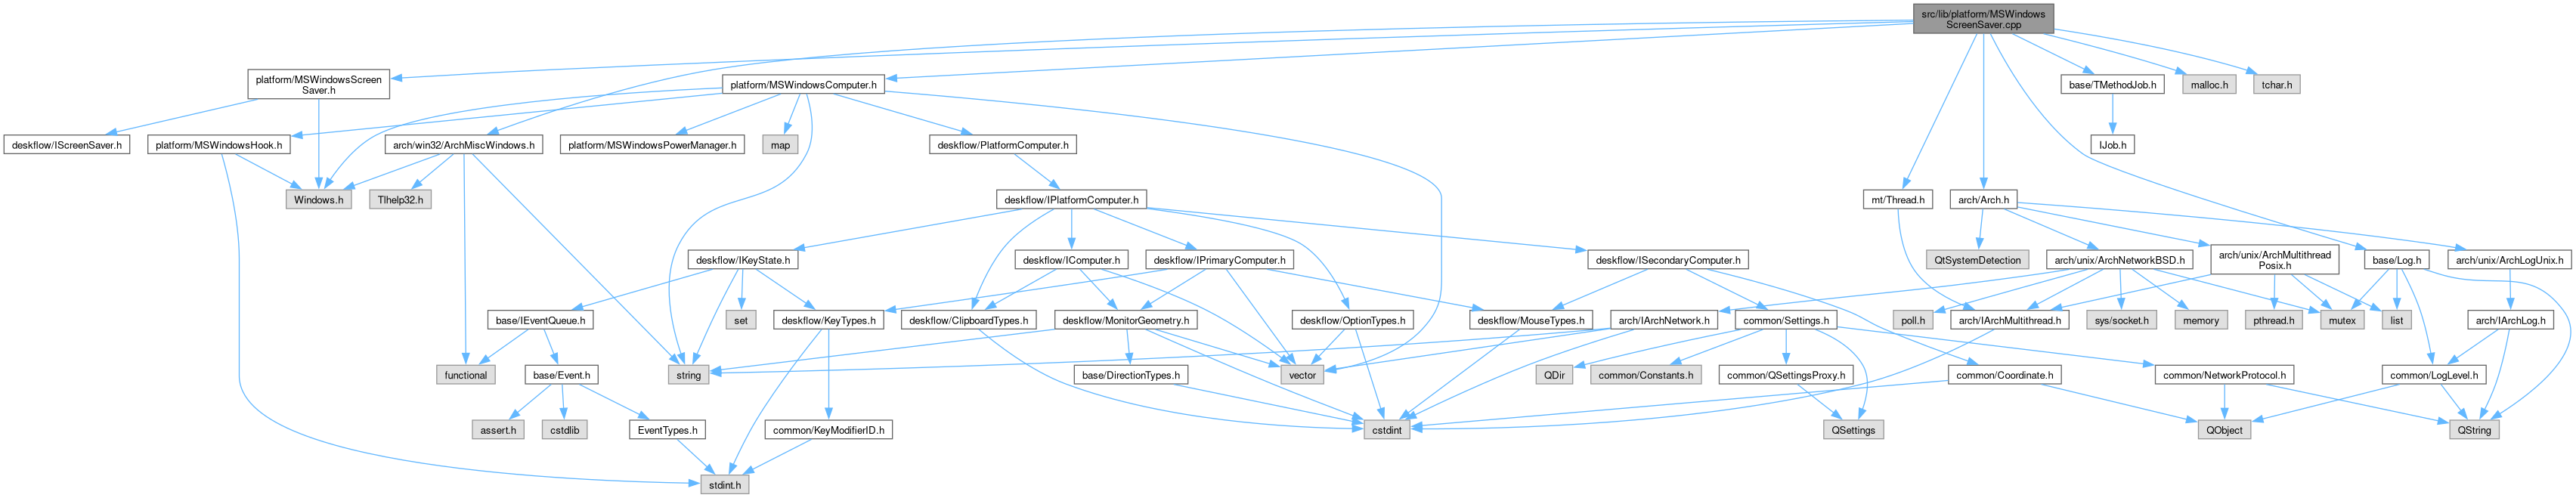 src/lib/platform/MSWindows
ScreenSaver.cpp
platform/MSWindowsScreen
Saver.h
platform/MSWindowsComputer.h
base/TMethodJob.h
malloc.h
tchar.h
deskflow/IScreenSaver.h
platform/MSWindowsHook.h
arch/win32/ArchMiscWindows.h
platform/MSWindowsPowerManager.h
map
deskflow/PlatformComputer.h
IJob.h
Windows.h
Tlhelp32.h
deskflow/IPlatformComputer.h
mt/Thread.h
arch/Arch.h
deskflow/IKeyState.h
deskflow/IComputer.h
deskflow/IPrimaryComputer.h
deskflow/ISecondaryComputer.h
QtSystemDetection
arch/unix/ArchNetworkBSD.h
arch/unix/ArchMultithread
Posix.h
base/Log.h
arch/unix/ArchLogUnix.h
base/IEventQueue.h
set
deskflow/KeyTypes.h
deskflow/ClipboardTypes.h
deskflow/MonitorGeometry.h
deskflow/OptionTypes.h
deskflow/MouseTypes.h
arch/IArchNetwork.h
common/Settings.h
poll.h
arch/IArchMultithread.h
sys/socket.h
memory
pthread.h
mutex
list
arch/IArchLog.h
functional
base/Event.h
string
base/DirectionTypes.h
vector
QDir
common/Constants.h
common/QSettingsProxy.h
common/Coordinate.h
common/NetworkProtocol.h
common/LogLevel.h
assert.h
cstdlib
EventTypes.h
common/KeyModifierID.h
cstdint
QSettings
QObject
QString
stdint.h